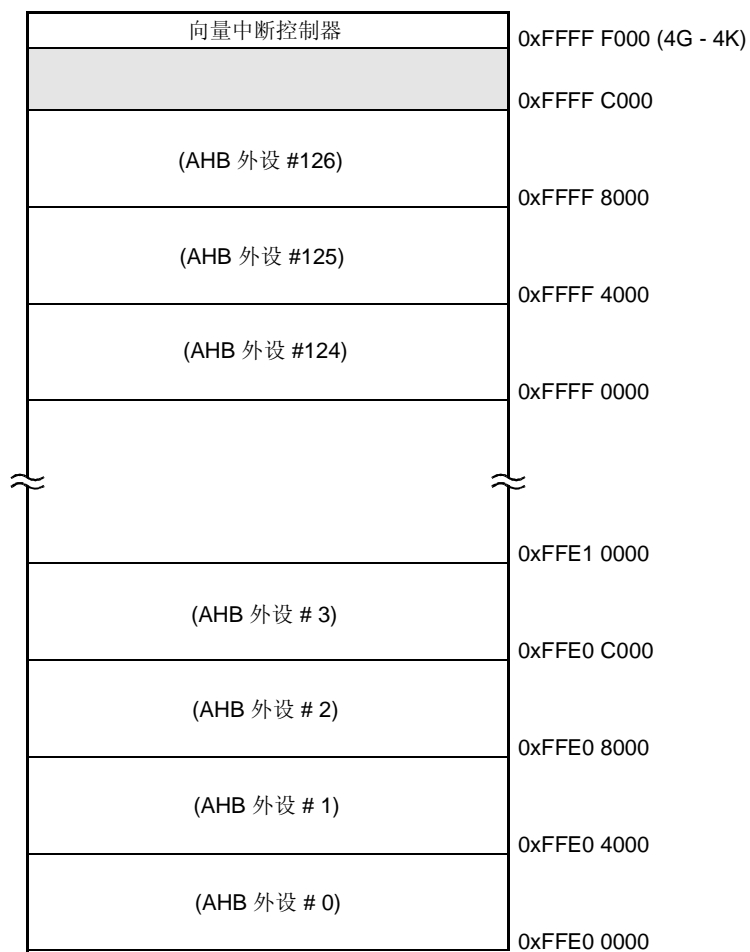 向量中断控制器
0xFFFF F000 (4G - 4K)
0xFFFF C000
(AHB 外设 #126)
0xFFFF 8000
(AHB 外设 #125)
0xFFFF 4000
(AHB 外设 #124)
0xFFFF 0000
0xFFE1 0000
(AHB 外设 # 3)
0xFFE0 C000
(AHB 外设 # 2)
0xFFE0 8000
(AHB 外设 # 1)
0xFFE0 4000
(AHB 外设 # 0)
0xFFE0 0000